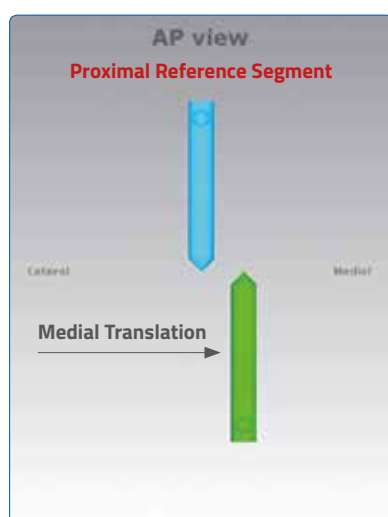 AP view
Proximal Reference Segment
Lateral Medial
Medial Translation